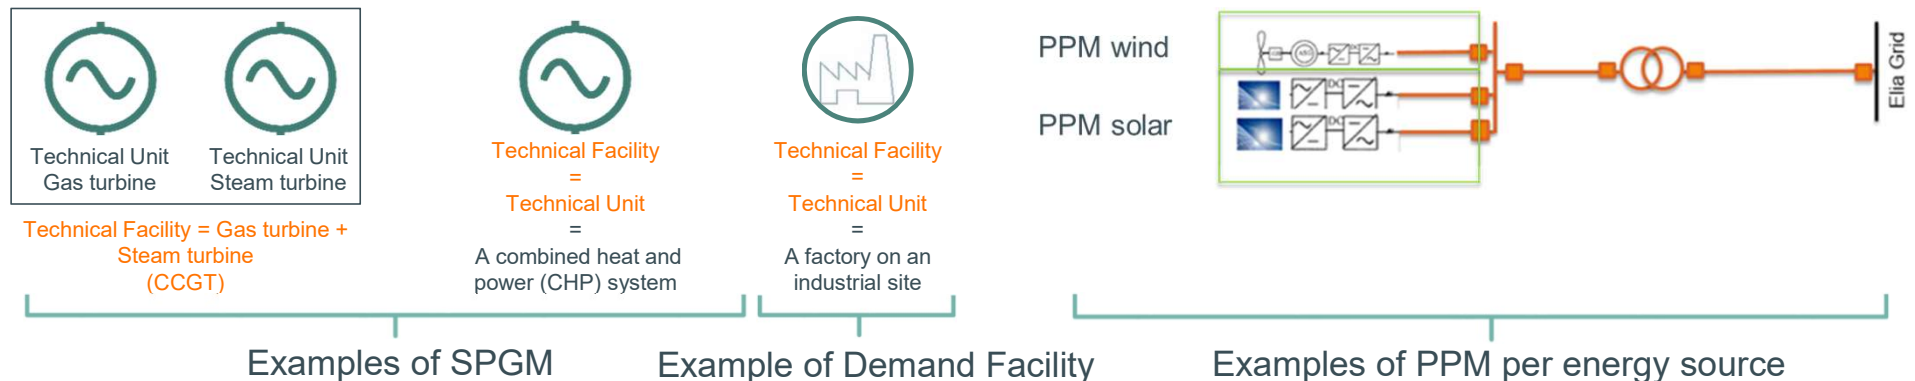 Technical Unit
Gas turbine
Technical Unit
Steam turbine
Technical Facility = Gas turbine +
Steam turbine
(CCGT)
Technical Facility
=
Technical Unit
=
A combined heat and
power (CHP) system
Technical Facility
=
Technical Unit
=
A factory on an
industrial site
PPM wind
PPM solar
DC
DC
Elia Grid
Examples of SPGM
Example of Demand Facility
Examples of PPM per energy source